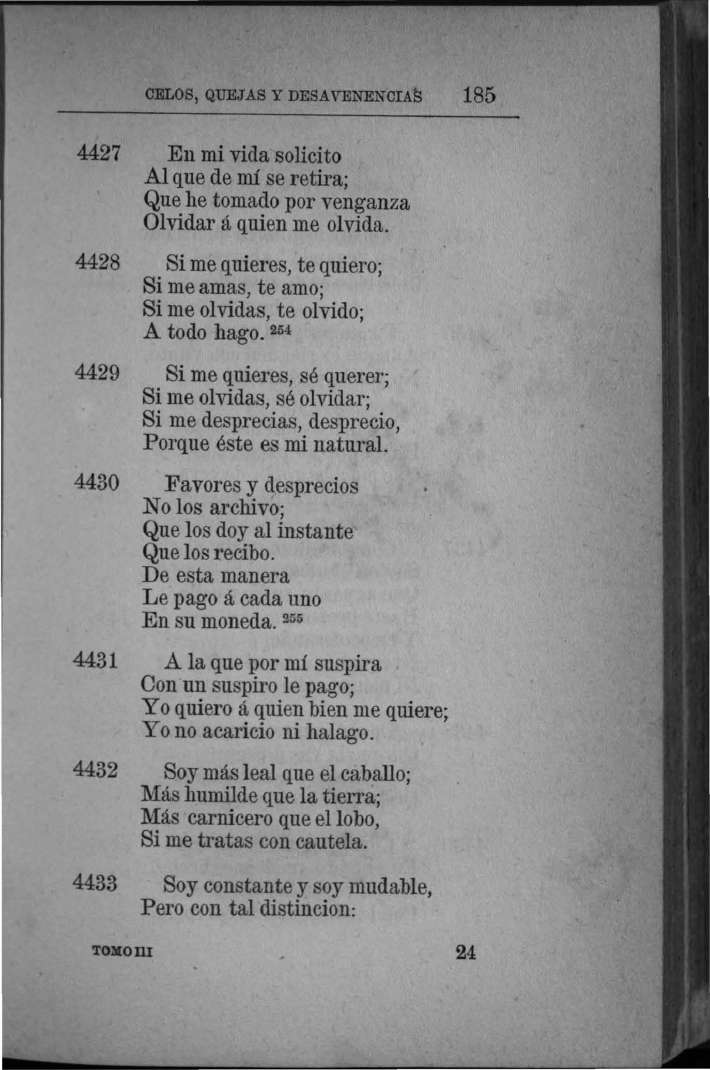 CELOS, QUEJAS Y DESAVENENCIAS 185
4427 En mi vida solicito
Al que de mí se retira;
Que he tomado por venganza
Olvidar á quien me olvida.
4428 Si me quieres, te quiero;
Si me amas, te amo;
Si me olvidas, te olvido;
A todo hago. 254
4429 Si me quieres, sé querer;
Si me olvidas, sé olvidar;
Si me desprecias, desprecio,
Porque éste es mi natural.
4430 Favores y desprecios
No los archivo;
Que los doy al instante
Que los recibo.
De esta manera
Le pago á cada uno
En su moneda. 255
4431 A la que por mí suspira
Con un suspiro le pago;
Yo quiero á quien bien me quiere;
Yo no acaricio ni halago.
4432 Soy más leal que el caballo;
Más humilde que la tierra;
Más carnicero que el lobo,
Si me tratas con cautela.
4433 Soy constante y soy mudable,
Pero con tal distincion:
TOMO III 24